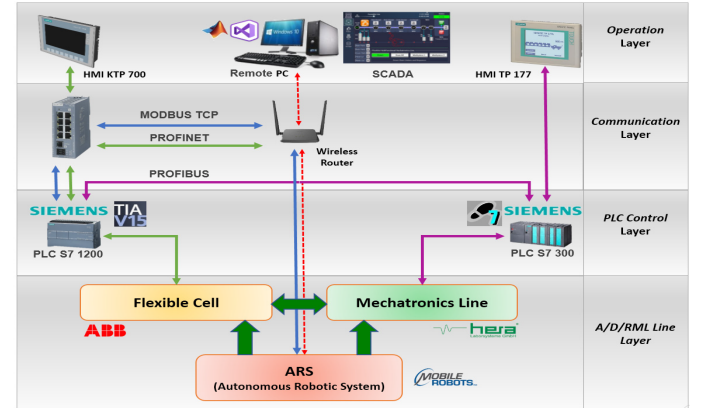 Operation
Layer
HMI KTP 700
Remote PC
SCADA
HMI TP 177
Windows 10
MODBUS TCP
PROFINET
Wireless
Router
Communication
Layer
PROFIBUS
SIEMENS
TIA
V15
PLC S7 1200
SIEMENS
PLC S7 300
PLC Control
Layer
Flexible Cell
Mechatronics Line
ABB
hera
A/D/RML Line
Layer
ARS
(Autonomous Robotic System)
MOBILE
ROBOTS